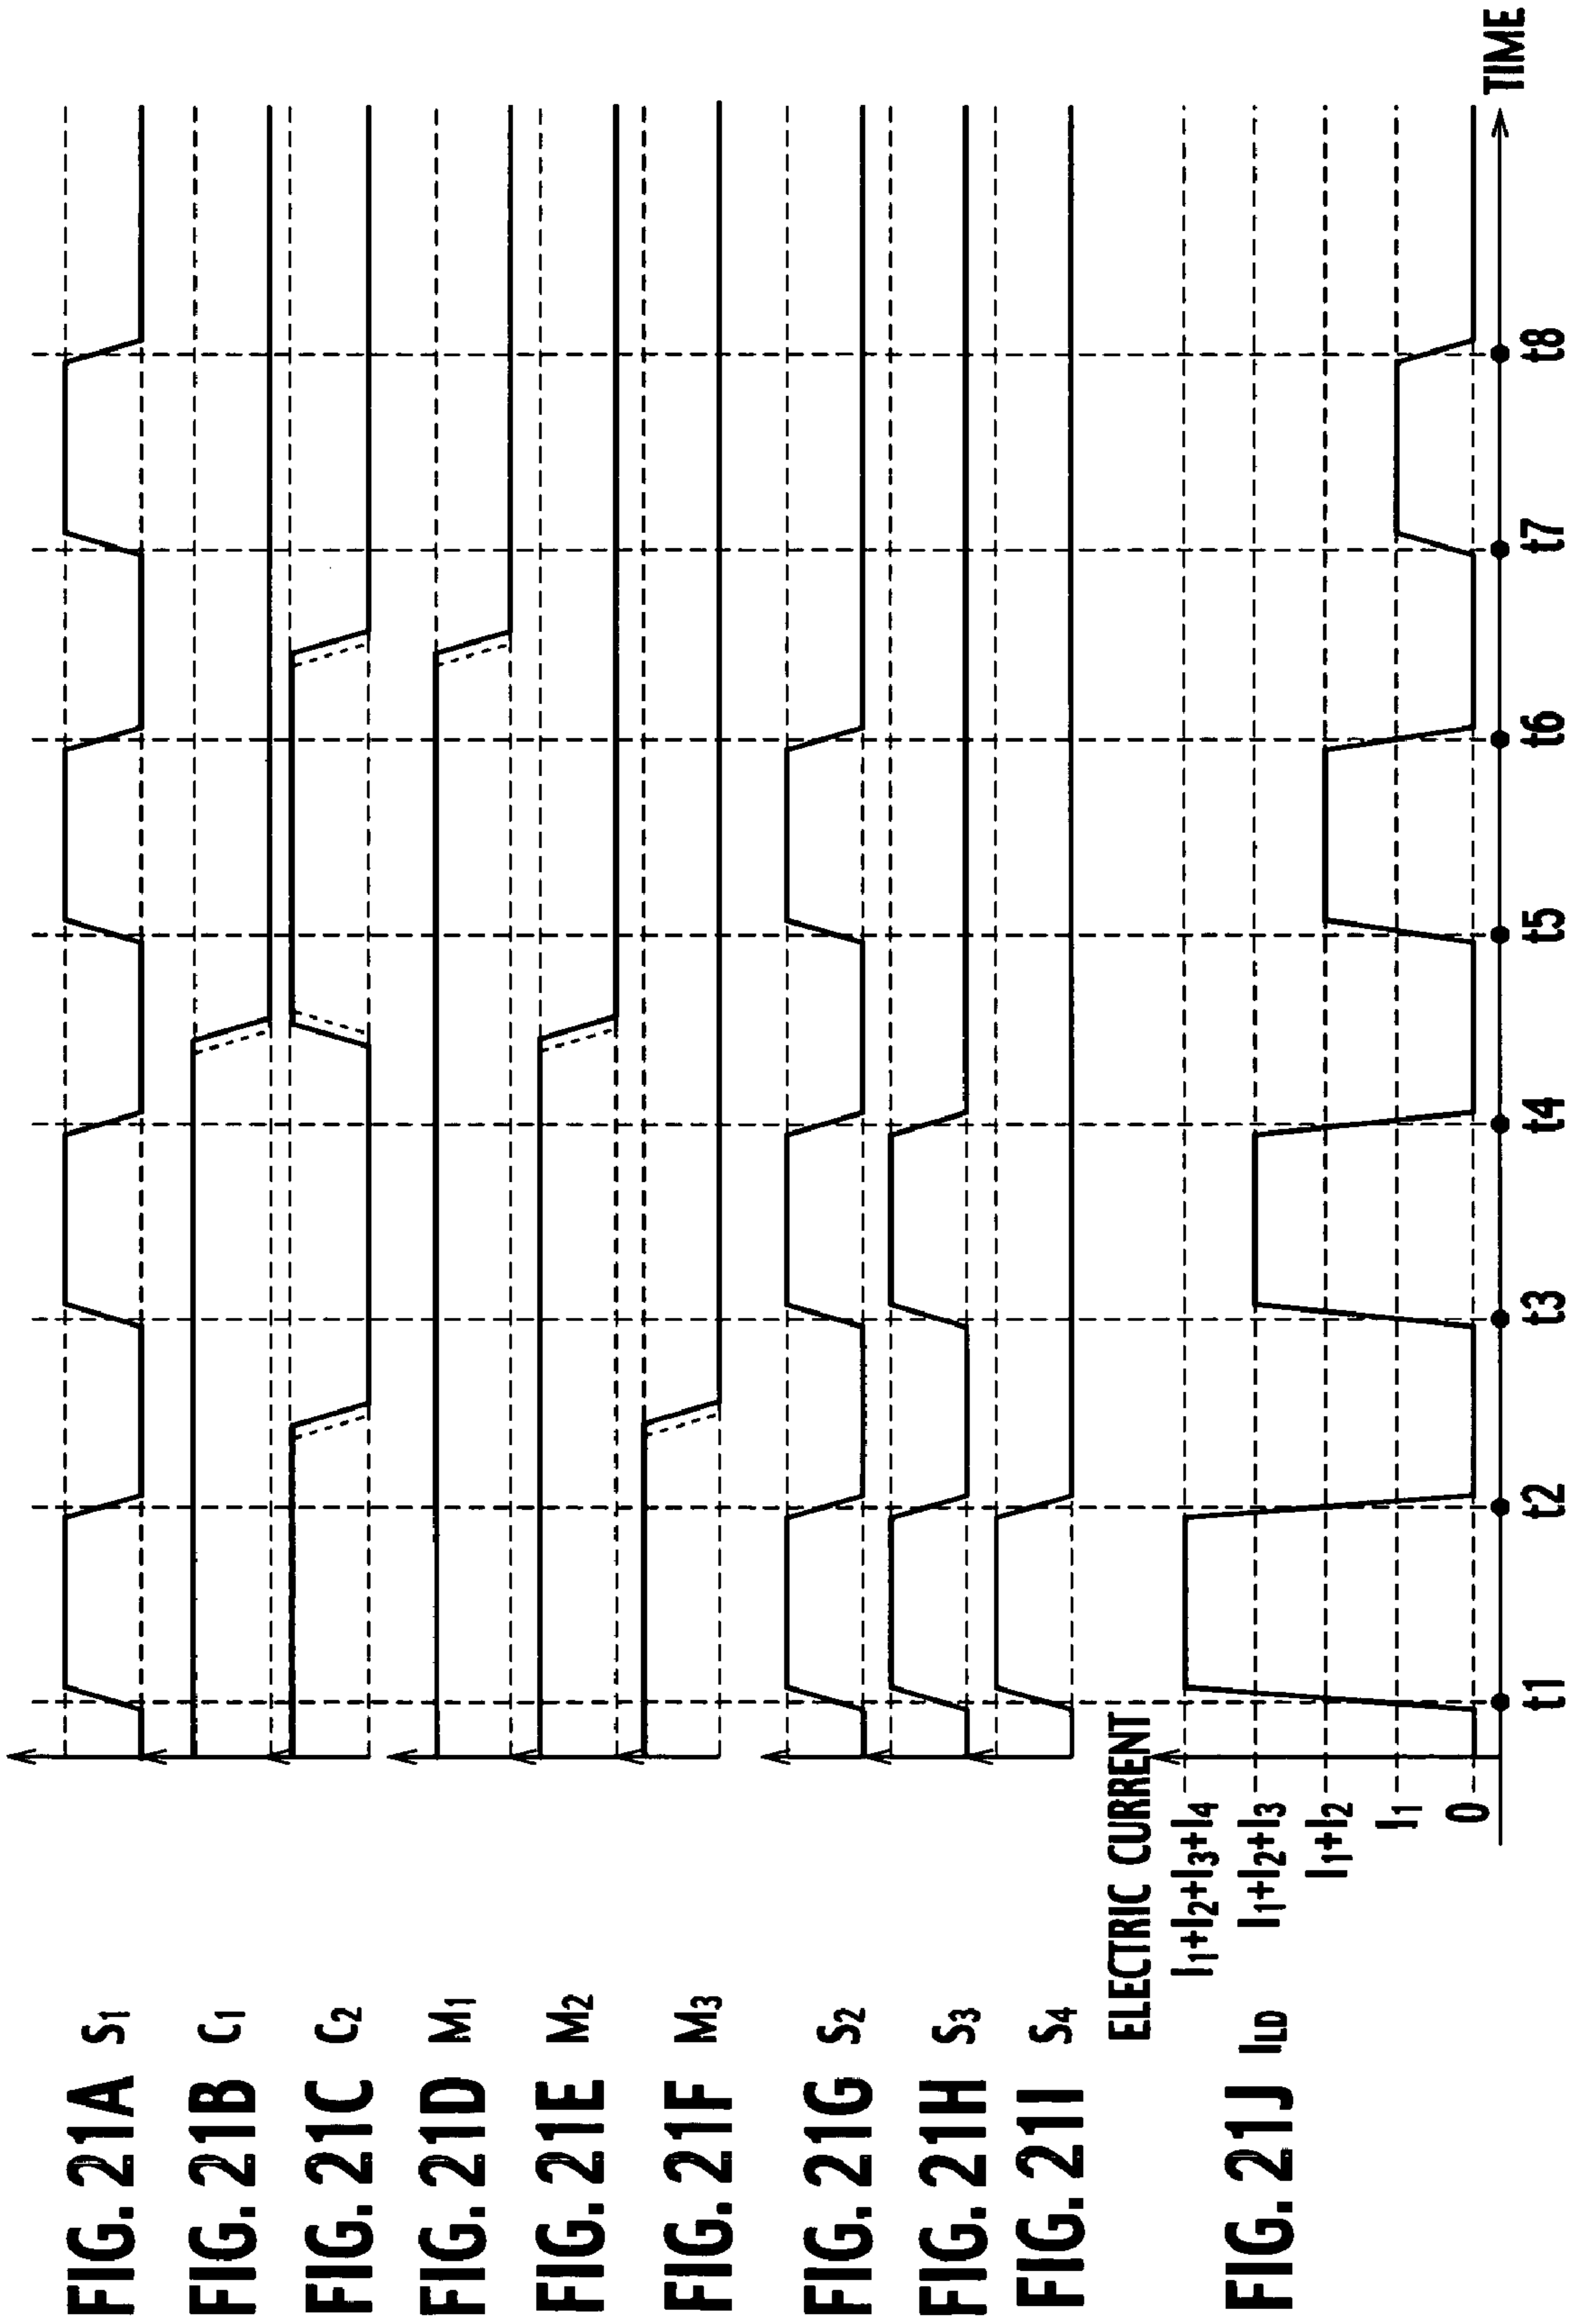 FIG. 21A S1
FIG. 21B C1
FIG. 21C C2
FIG. 21D M1
FIG. 21E M2
FIG. 21F M3
FIG. 21G S2
FIG. 21H S3
FIG. 21I S4
ELECTRIC CURRENT
I1+I2+I3+I4
FIG. 21J ILD I1+I2+I3
I1+I2
I1
0
t1 t2 t3 t4 t5 t6 t7 t8 TIME